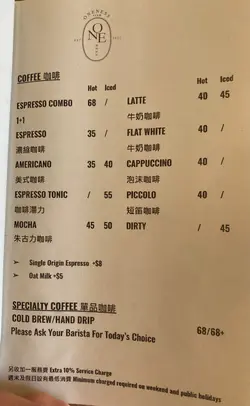 ONE
COFFEE 咖啡
Hot Iced
ESPRESSO COMBO 68 /
1+1
ESPRESSO 35 /
濃縮咖啡
AMERICANO 35 40
美式咖啡
ESPRESSO TONIC / 55
咖啡湯力
MOCHA 45 50
朱古力咖啡
Hot Iced
LATTE 40 45
牛奶咖啡
FLAT WHITE 40 /
牛奶咖啡
CAPPUCCINO 40 /
泡沫咖啡
PICCOLO 40 /
短笛咖啡
DIRTY / 45
➤ Single Origin Espresso +$8
➤ Oat Milk +$5
SPECIALTY COFFEE 單品咖啡
COLD BREW/HAND DRIP
Please Ask Your Barista For Today's Choice 68/68+
另收加一服務費 Extra 10% Service Charge
週末及假日設有最低消費 Minimum charged required on weekend and public holidays